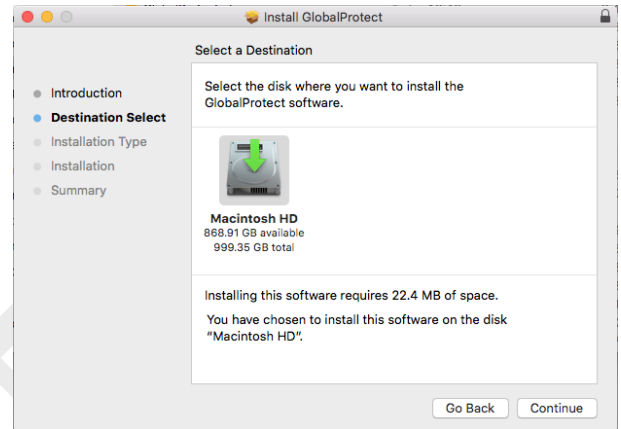 Install GlobalProtect
Select a Destination
Introduction
Destination Select
Installation Type
Installation
Summary
Select the disk where you want to install the
GlobalProtect software.
Macintosh HD
868.91 GB available
999.35 GB total
Installing this software requires 22.4 MB of space.
You have chosen to install this software on the disk
"Macintosh HD".
Go Back
Continue